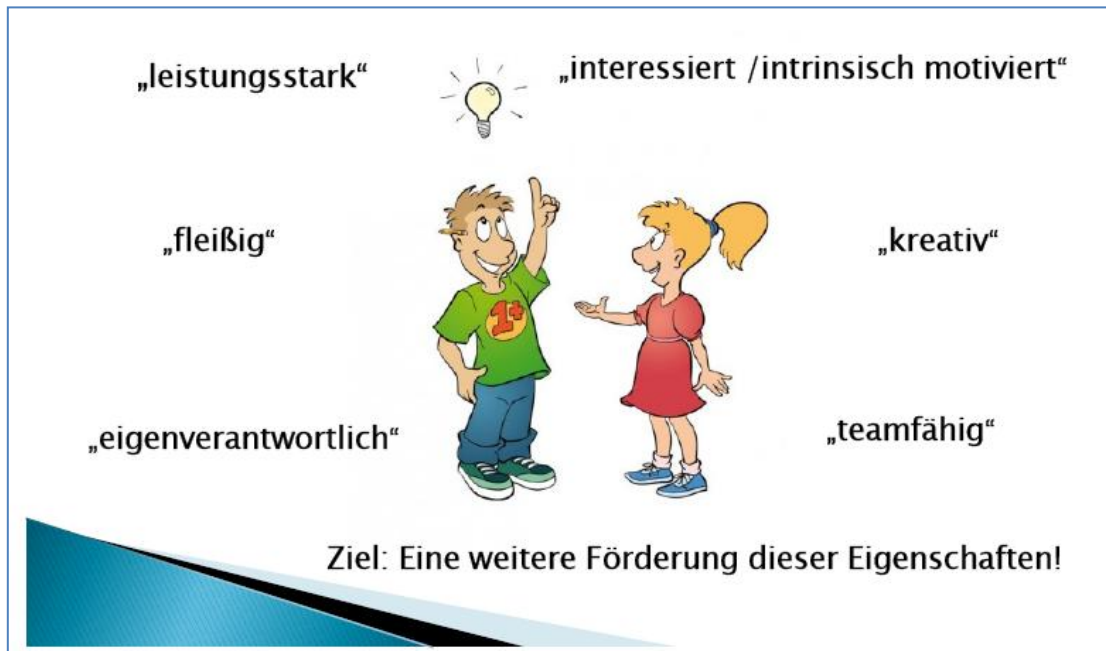 „leistungsstark“
„interessiert /intrinsisch motiviert“
„fleißig“
1+
„kreativ“
„eigenverantwortlich“
„teamfähig“
Ziel: Eine weitere Förderung dieser Eigenschaften!